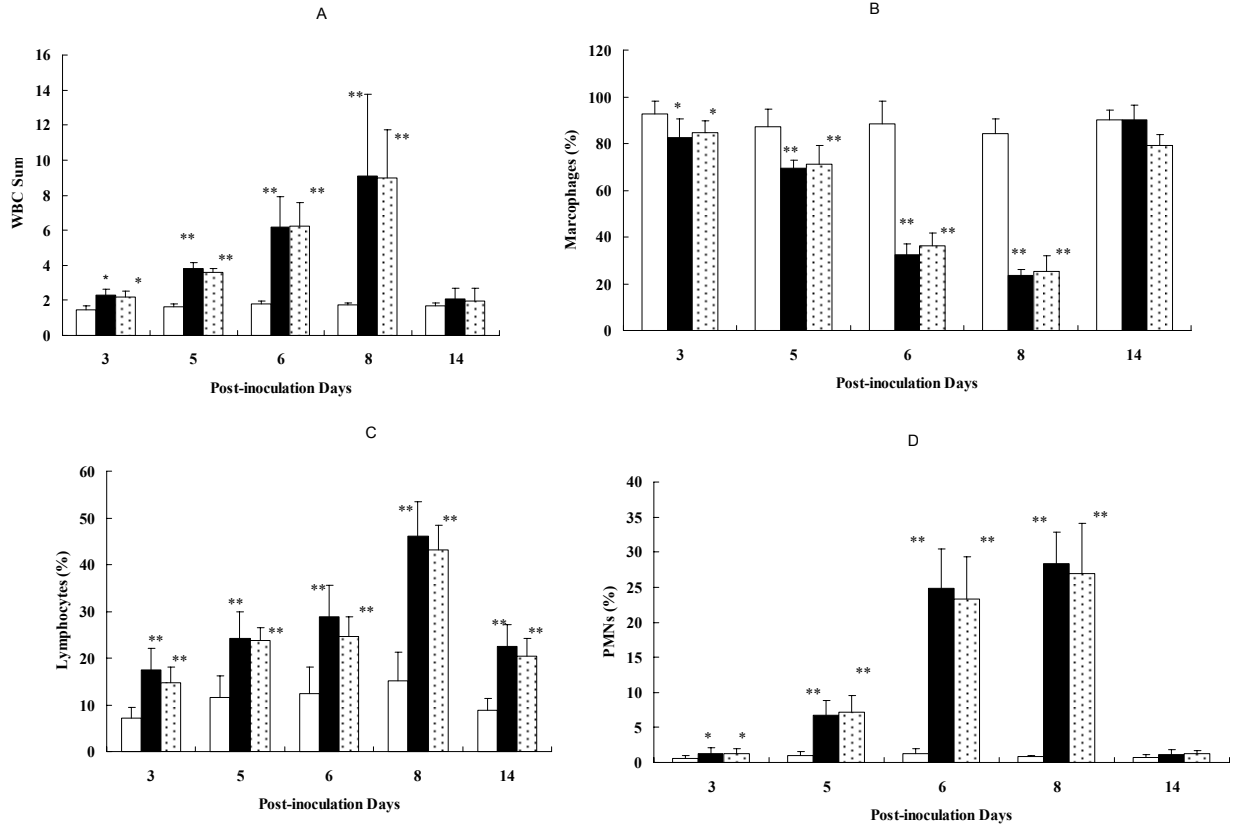 A
WBC Sum
16
14
12
10
8
6
4
2
0
* * ** ** ** ** ** **
3 5 6 8 14
Post-inoculation Days
B
Marcophages (%)
120
100
80
60
40
20
0
* * ** ** ** ** ** **
3 5 6 8 14
Post-inoculation Days
C
Lymphocytes (%)
60
50
40
30
20
10
0
** ** ** ** ** ** ** ** ** **
3 5 6 8 14
Post-inoculation Days
D
PMNs (%)
40
35
30
25
20
15
10
5
0
* * ** ** ** ** ** **
3 5 6 8 14
Post-inoculation Days